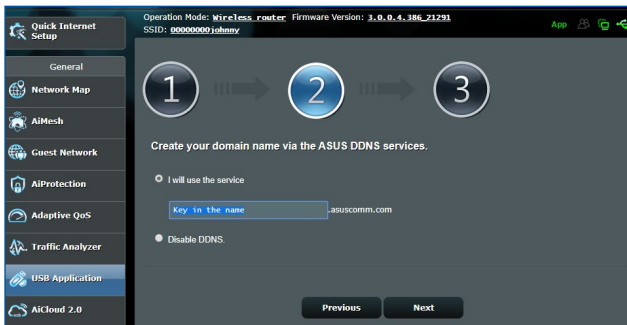 Quick Internet
Setup
Operation Mode: Wireless router Firmware Version: 3.0.0.4.386_21291
SSID: 00000000johnny
App
General
Network Map
AiMesh
Guest Network
AiProtection
Adaptive QoS
Traffic Analyzer
USB Application
AiCloud 2.0
1
2
3
Create your domain name via the ASUS DDNS services.
I will use the service
Key in the name .asuscomm.com
Disable DDNS.
Previous Next